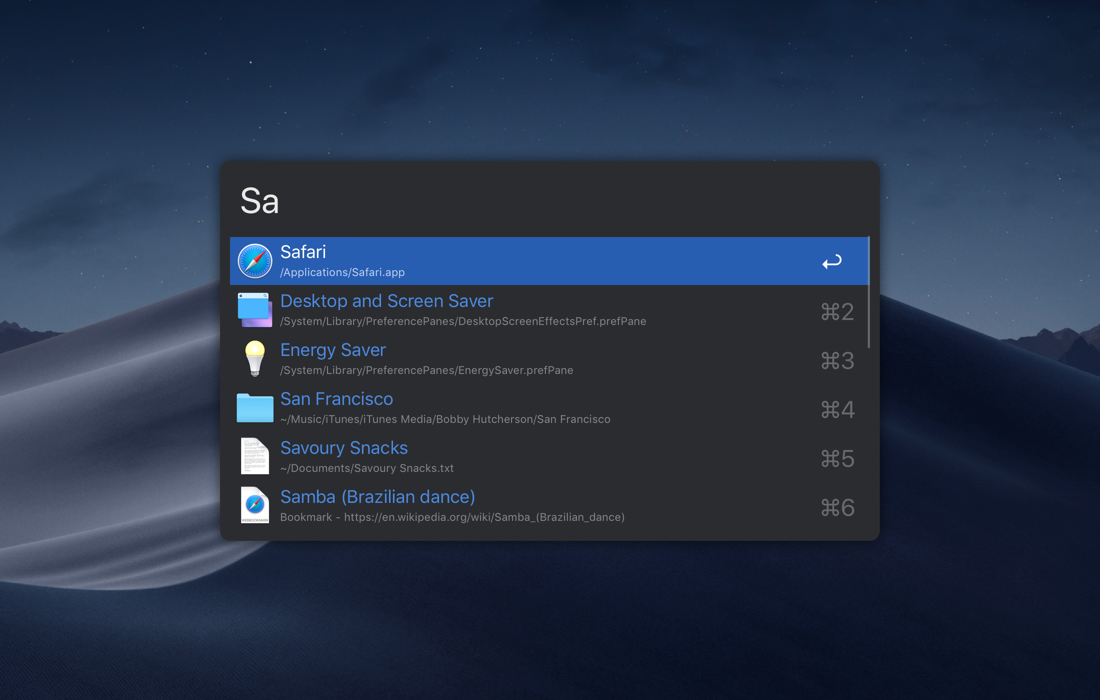 Sa
Safari
/Applications/Safari.app
Desktop and Screen Saver
/System/Library/PreferencePanes/DesktopScreenEffectsPref.prefPane
⌘2
Energy Saver
/System/Library/PreferencePanes/EnergySaver.prefPane
⌘3
San Francisco
~/Music/iTunes/iTunes Media/Bobby Hutcherson/San Francisco
⌘4
Savoury Snacks
~/Documents/Savoury Snacks.txt
⌘5
Samba (Brazilian dance)
Bookmark - https://en.wikipedia.org/wiki/Samba_(Brazilian_dance)
⌘6